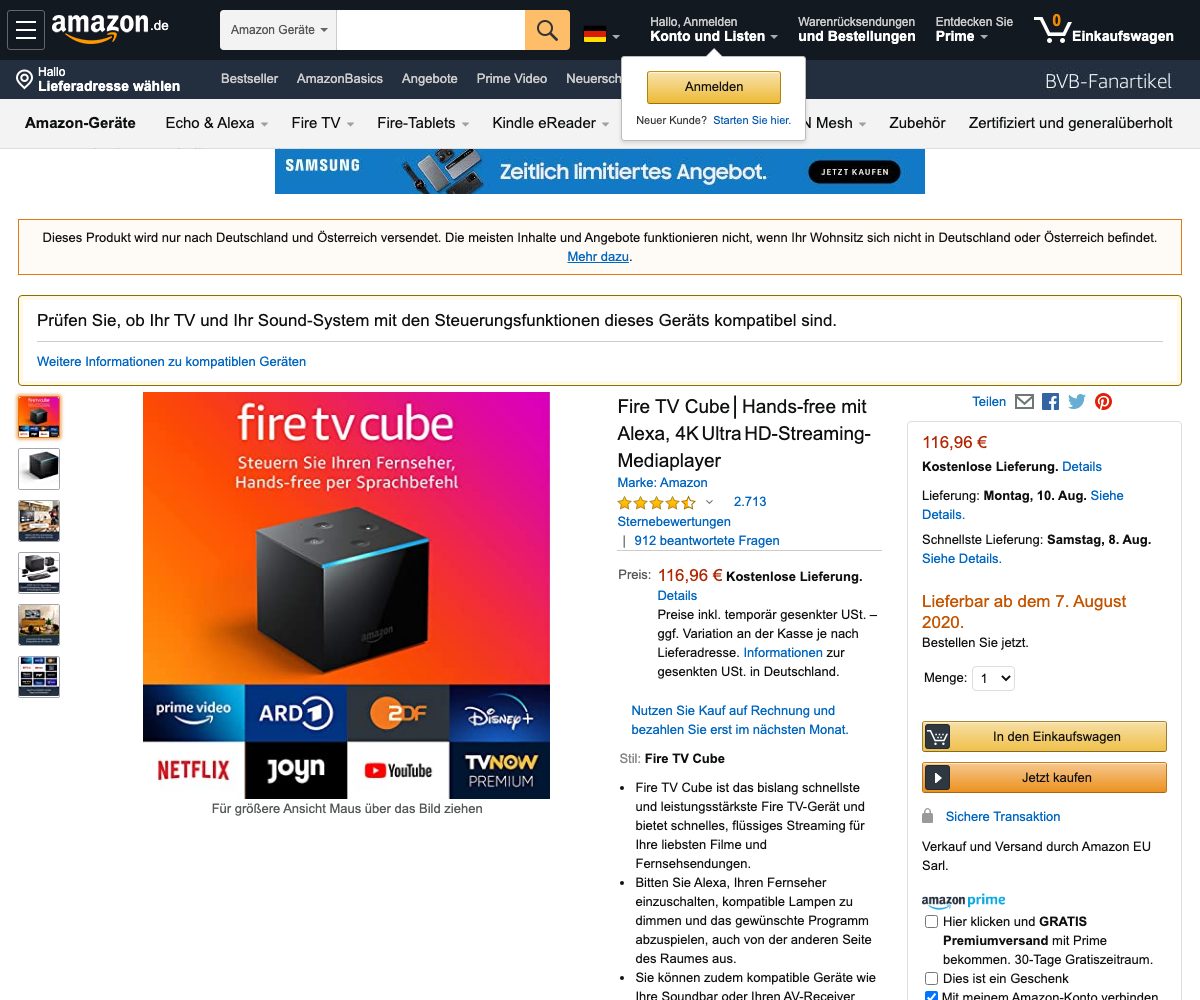 amazon.de
Amazon Geräte
Hallo, Anmelden
Konto und Listen
Warenrücksendungen
und Bestellungen
Entdecken Sie
Prime
0
Einkaufswagen
Hallo
Lieferadresse wählen
Bestseller
AmazonBasics
Angebote
Prime Video
Neuersch
BVB-Fanartikel
Anmelden
Neuer Kunde? Starten Sie hier.
Amazon-Geräte
Echo & Alexa
Fire TV
Fire-Tablets
Kindle eReader
N Mesh
Zubehör
Zertifiziert und generalüberholt
SAMSUNG
Zeitlich limitiertes Angebot.
JETZT KAUFEN
Dieses Produkt wird nur nach Deutschland und Österreich versendet. Die meisten Inhalte und Angebote funktionieren nicht, wenn Ihr Wohnsitz sich nicht in Deutschland oder Österreich befindet.
Mehr dazu.
Prüfen Sie, ob Ihr TV und Ihr Sound-System mit den Steuerungsfunktionen dieses Geräts kompatibel sind.
Weitere Informationen zu kompatiblen Geräten
fire tv cube
Steuern Sie Ihren Fernseher,
Hands-free per Sprachbefehl
amazon
prime video
ARD 1
ZDF
Disney+
NETFLIX
joyn
YouTube
TVNOW
PREMIUM
Für größere Ansicht Maus über das Bild ziehen
Fire TV Cube│Hands-free mit
Alexa, 4K Ultra HD-Streaming-
Mediaplayer
Marke: Amazon
2.713
Sternebewertungen
| 912 beantwortete Fragen
Preis: 116,96 € Kostenlose Lieferung.
Details
Preise inkl. temporär gesenkter USt. –
ggf. Variation an der Kasse je nach
Lieferadresse. Informationen zur
gesenkten USt. in Deutschland.
Nutzen Sie Kauf auf Rechnung und
bezahlen Sie erst im nächsten Monat.
Stil: Fire TV Cube
• Fire TV Cube ist das bislang schnellste
und leistungsstärkste Fire TV-Gerät und
bietet schnelles, flüssiges Streaming für
Ihre liebsten Filme und
Fernsehsendungen.
• Bitten Sie Alexa, Ihren Fernseher
einzuschalten, kompatible Lampen zu
dimmen und das gewünschte Programm
abzuspielen, auch von der anderen Seite
des Raumes aus.
• Sie können zudem kompatible Geräte wie
Ihre Soundbar oder Ihren AV-Receiver
Teilen
116,96 €
Kostenlose Lieferung. Details
Lieferung: Montag, 10. Aug. Siehe
Details.
Schnellste Lieferung: Samstag, 8. Aug.
Siehe Details.
Lieferbar ab dem 7. August
2020.
Bestellen Sie jetzt.
Menge: 1
In den Einkaufswagen
Jetzt kaufen
Sichere Transaktion
Verkauf und Versand durch Amazon EU
Sarl.
amazon prime
Hier klicken und GRATIS
Premiumversand mit Prime
bekommen. 30-Tage Gratiszeitraum.
Dies ist ein Geschenk
Mit meinem Amazon-Konto verbinden